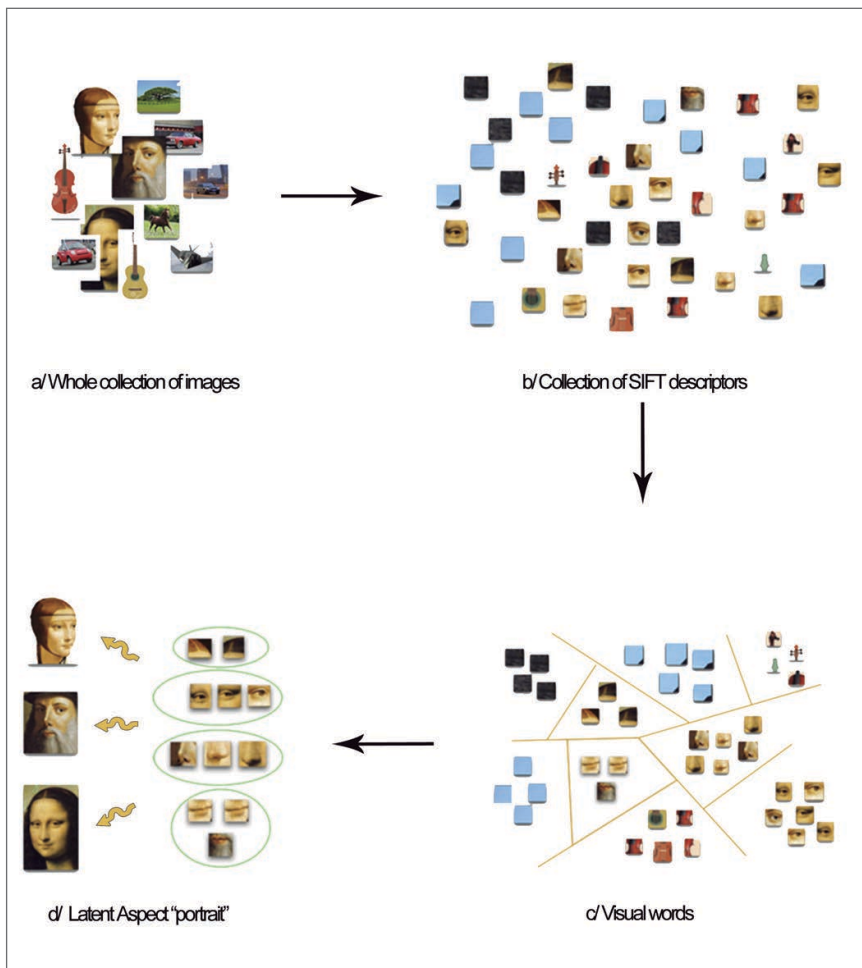 a/ Whole collection of images
b/ Collection of SIFT descriptors
d/ Latent Aspect “portrait”
c/ Visual words